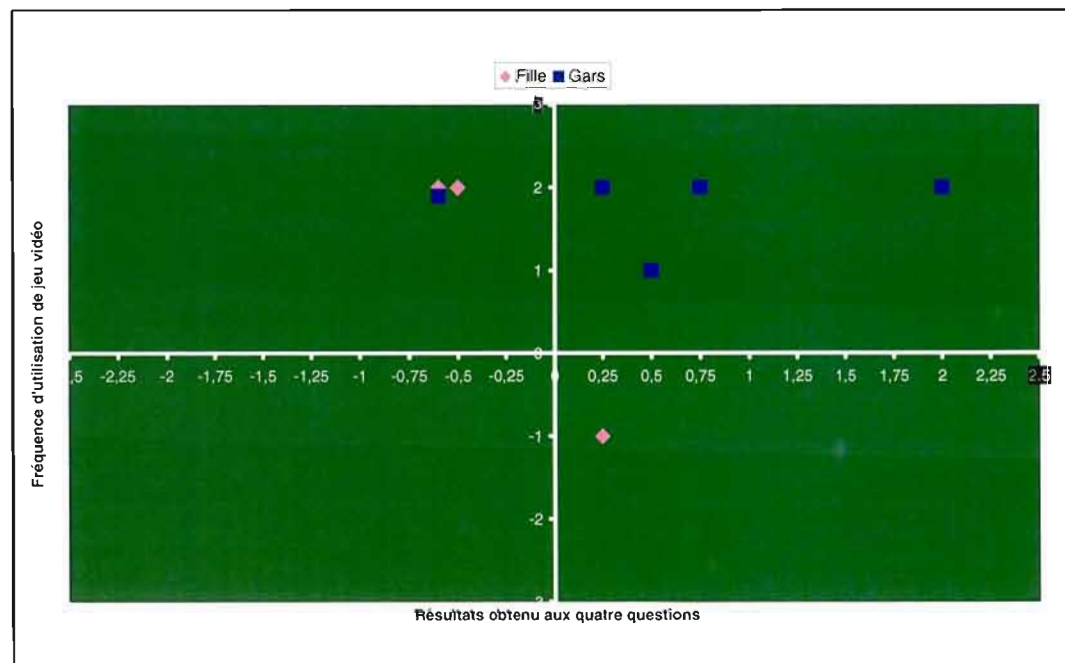 Fille Gars
3
2
1
0
,5 -2,25 -2 -1,75 -1,5 -1,25 -1 -0,75 -0,5 -0,25 0 0,25 0,5 0,75 1 1,25 1,5 1,75 2 2,25 2,5
-1
-2
Fréquence d'utilisation de jeu vidéo
Résultats obtenu aux quatre questions